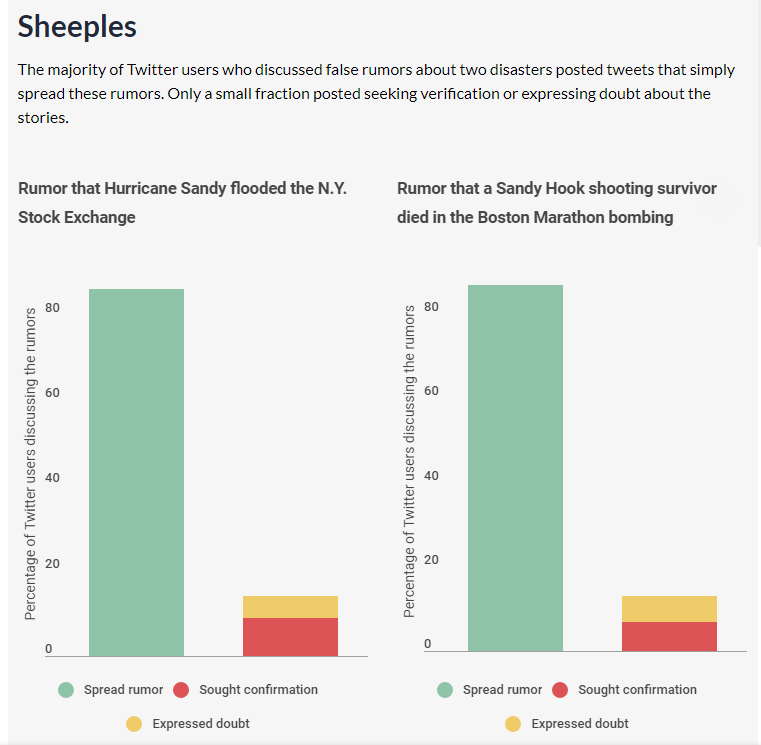 Sheeples
The majority of Twitter users who discussed false rumors about two disasters posted tweets that simply
spread these rumors. Only a small fraction posted seeking verification or expressing doubt about the
stories.
Rumor that Hurricane Sandy flooded the N.Y.
Stock Exchange
Percentage of Twitter users discussing the rumors
80
60
40
20
0
Spread rumor
Sought confirmation
Expressed doubt
Rumor that a Sandy Hook shooting survivor
died in the Boston Marathon bombing
Percentage of Twitter users discussing the rumors
80
60
40
20
0
Spread rumor
Sought confirmation
Expressed doubt